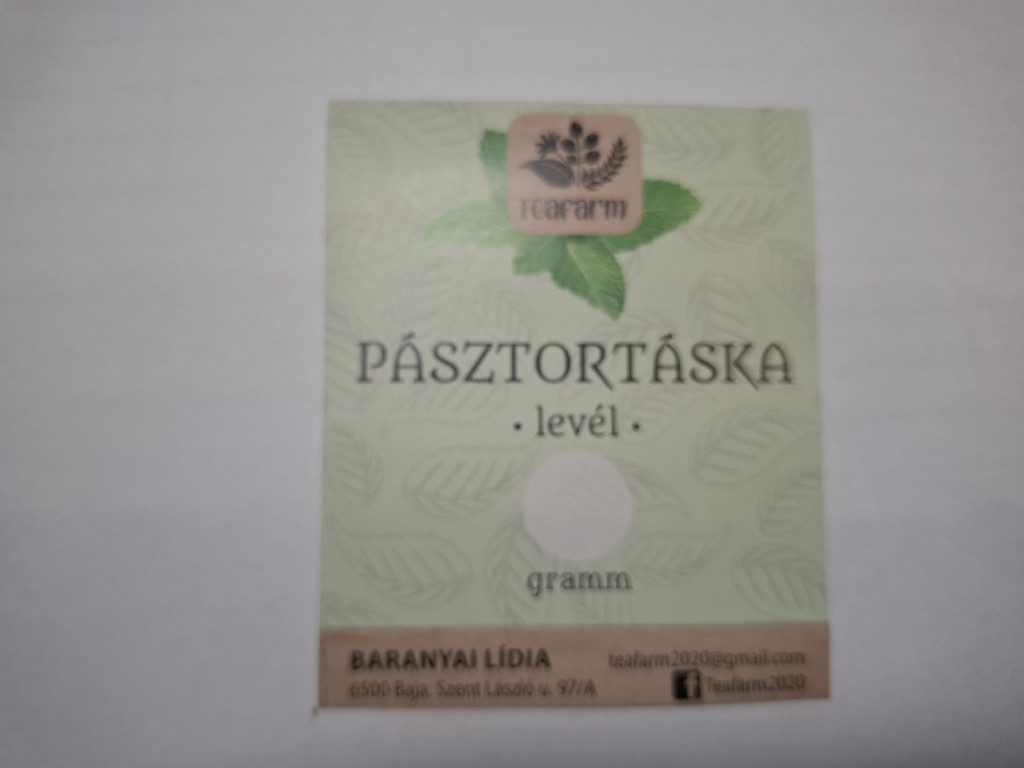 Teafarm
PÁSZTORTÁSKA
• levél •
gramm
BARANYAI LÍDIA
6500 Baja, Szent László u. 97/A
teafarm2020@gmail.com
Teafarm2020